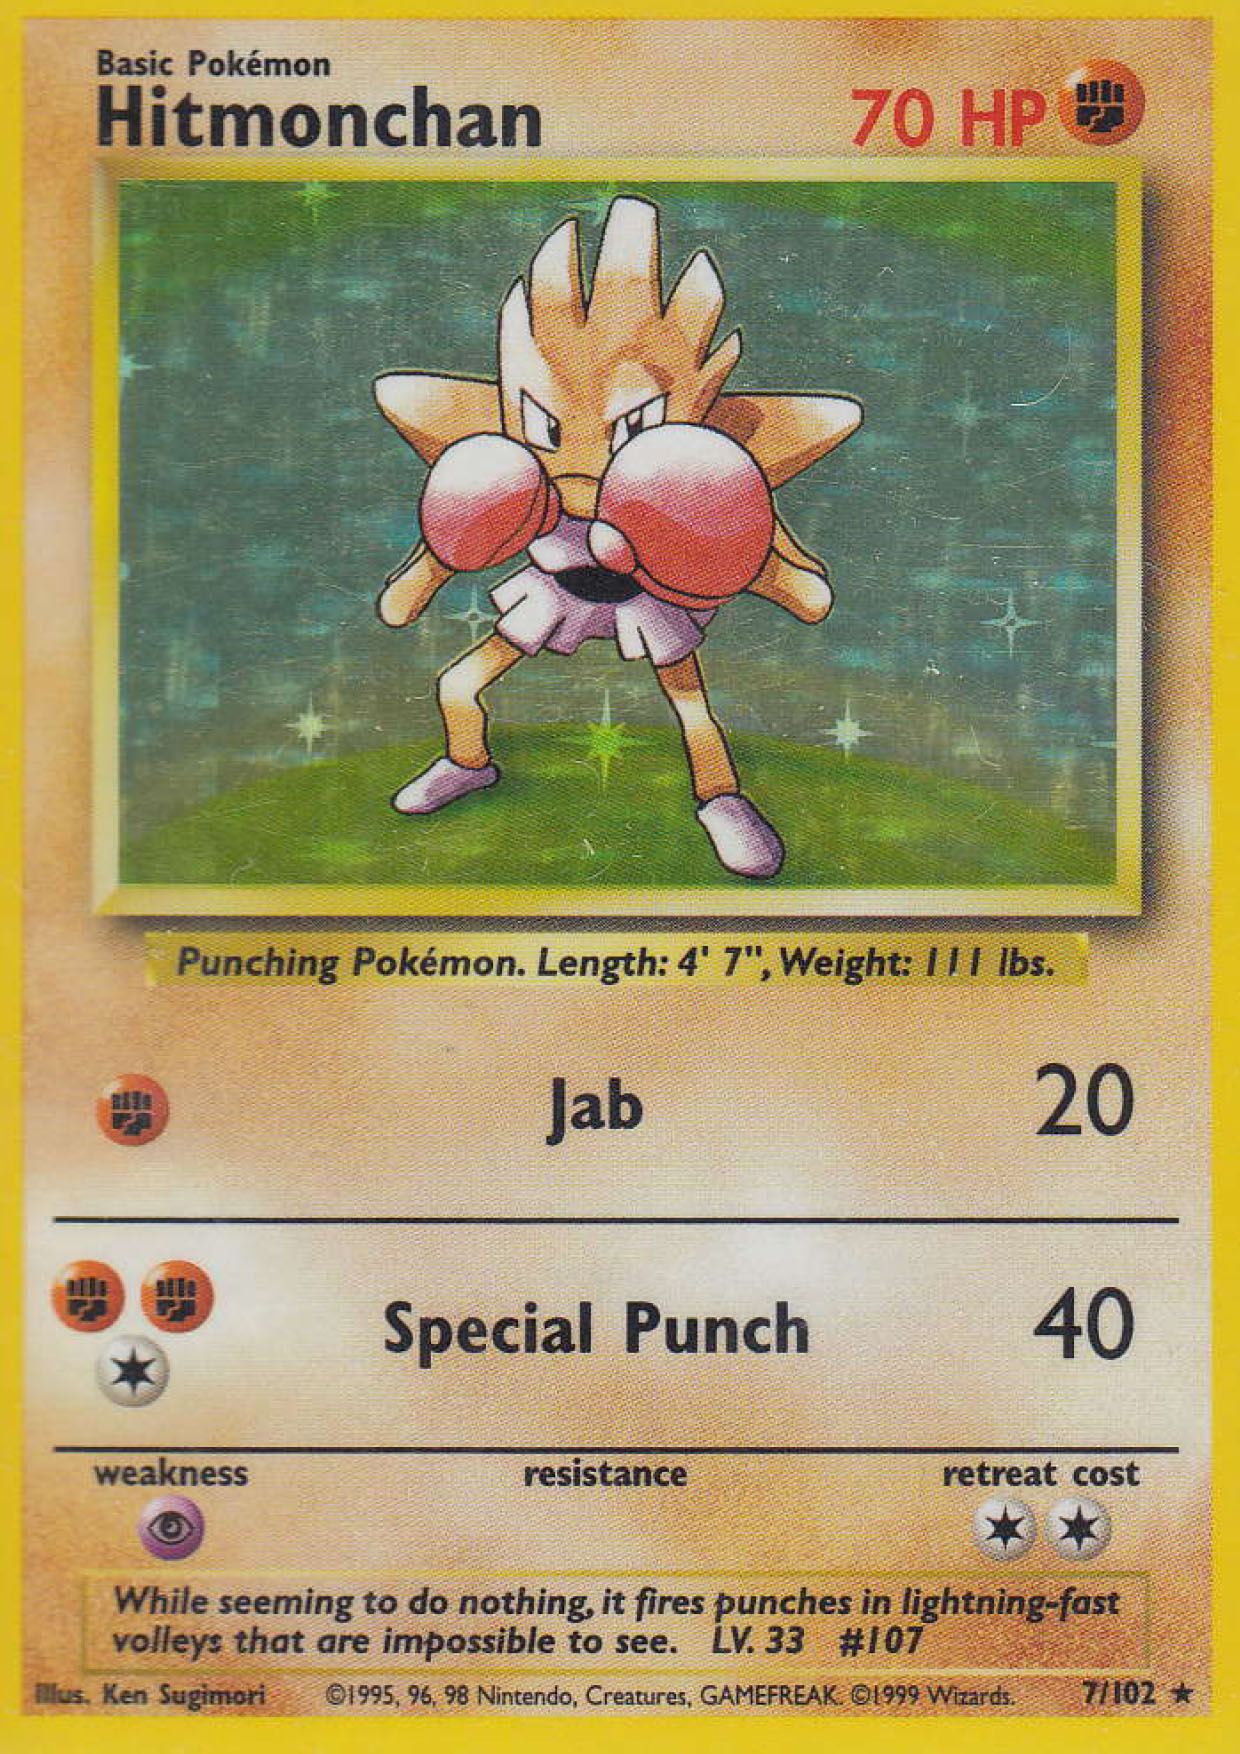 Basic Pokémon
Hitmonchan
70 HP
Punching Pokémon. Length: 4' 7", Weight: 111 lbs.
Jab 20
Special Punch 40
weakness resistance retreat cost
While seeming to do nothing, it fires punches in lightning-fast
volleys that are impossible to see. LV. 33 #107
Illus. Ken Sugimori ©1995, 96, 98 Nintendo, Creatures, GAMEFREAK. ©1999 Wizards. 7/102 ★